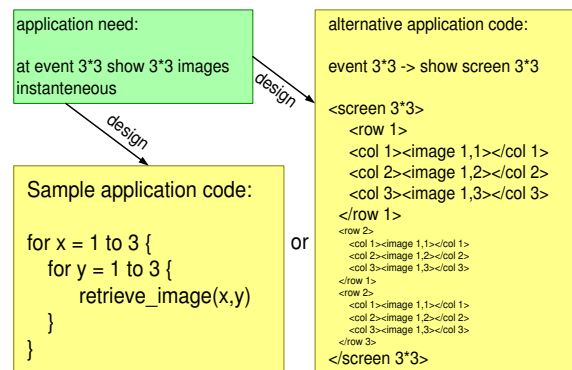 application need:
at event 3*3 show 3*3 images
instanteneous
design
design
Sample application code:
for x = 1 to 3 {
for y = 1 to 3 {
retrieve_image(x,y)
}
}
or
alternative application code:
event 3*3 -> show screen 3*3
<screen 3*3>
<row 1>
<col 1><image 1,1></col 1>
<col 2><image 1,2></col 2>
<col 3><image 1,3></col 3>
</row 1>
<row 2>
<col 1><image 1,1></col 1>
<col 2><image 1,2></col 2>
<col 3><image 1,3></col 3>
</row 1>
<row 2>
<col 1><image 1,1></col 1>
<col 2><image 1,2></col 2>
<col 3><image 1,3></col 3>
</row 3>
</screen 3*3>